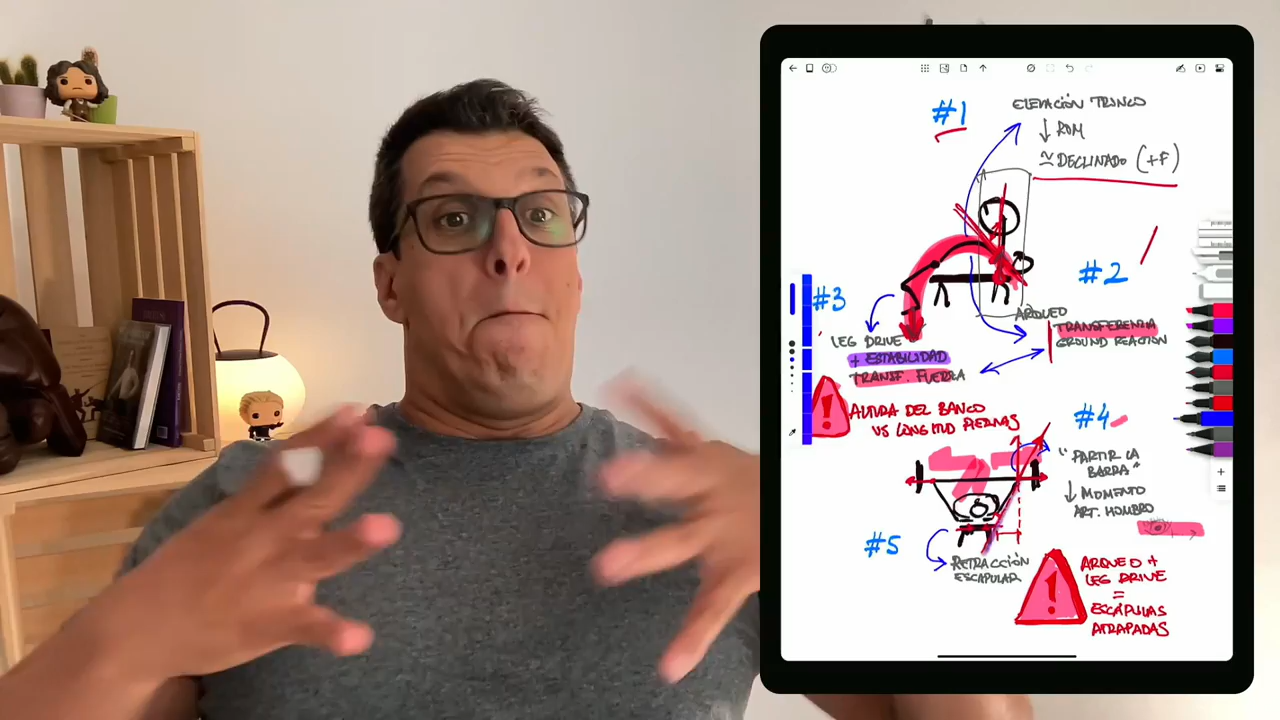 #1
ELEVACIÓN TRONCO
↓ ROM
≃ DECLINADO (+F)
#2
ARQUEO
TRANSFERENCIA
GROUND REACTION
#3
LEG DRIVE
+ ESTABILIDAD
TRANSF. FUERZA
! ALTURA DEL BANCO
VS LONGITUD PIERNAS
#4
"PARTIR LA
BARRA"
↓ MOMENTO
ART. HOMBRO
#5
RETRACCIÓN
ESCAPULAR
!
ARQUEO +
LEG DRIVE
=
ESCÁPULAS
ATRAPADAS